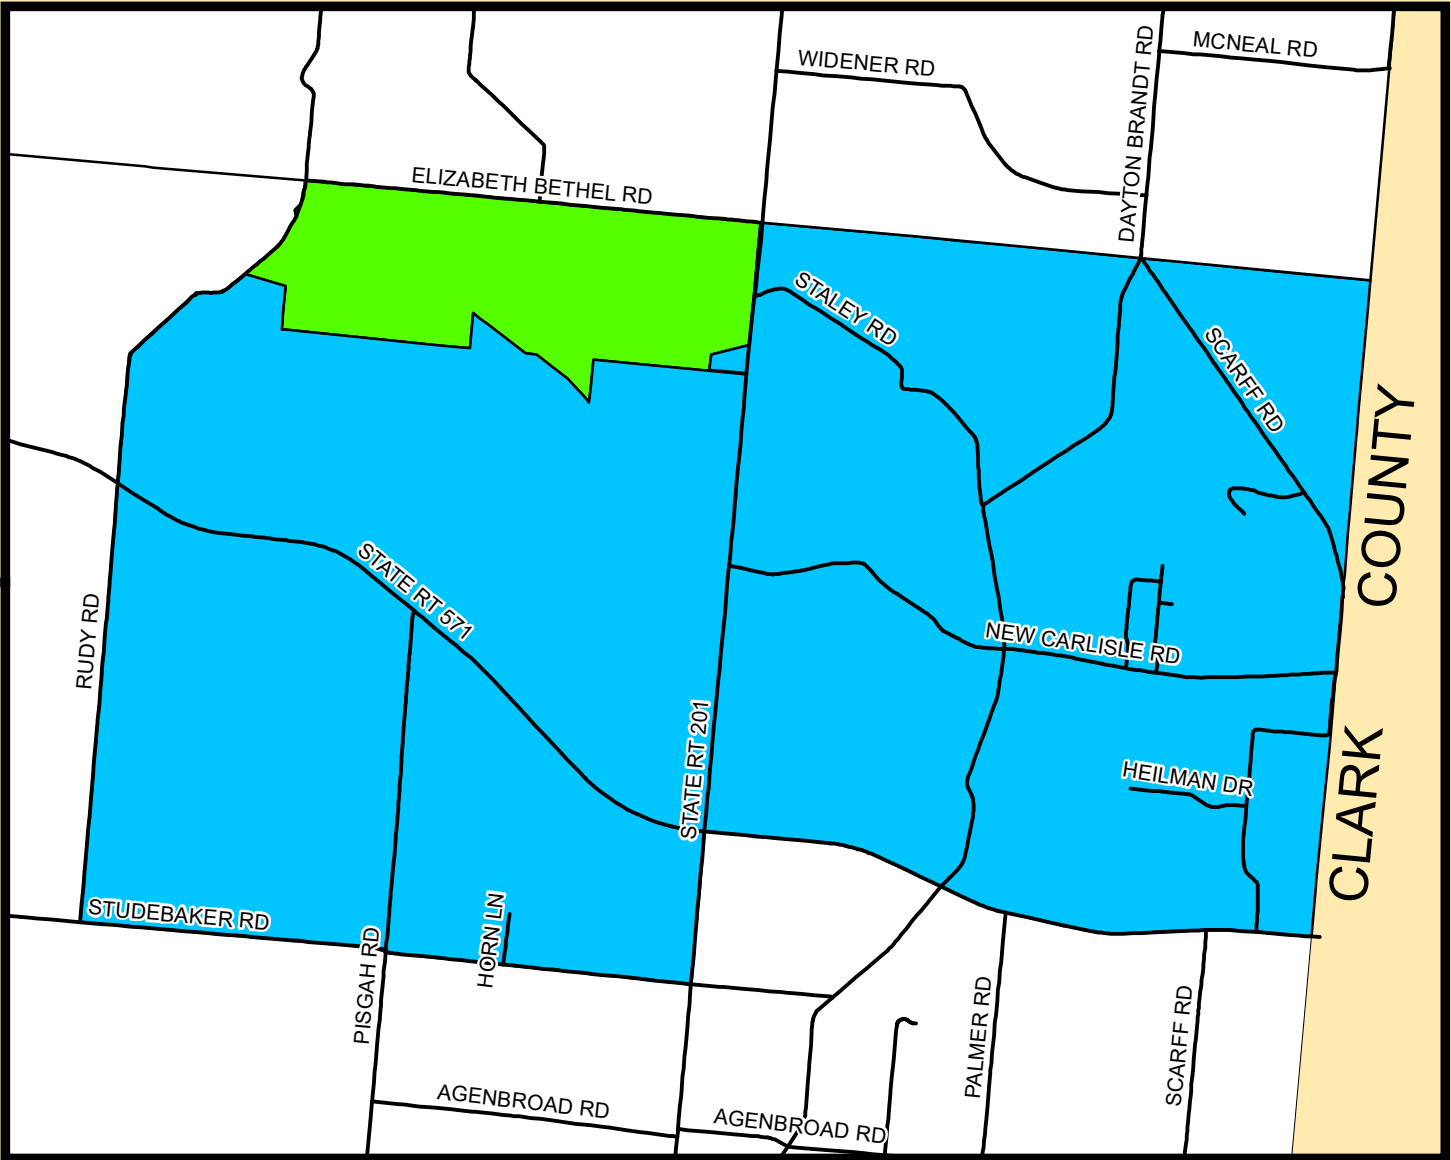 MCNEAL RD
WIDENER RD
DAYTON BRANDT RD
ELIZABETH BETHEL RD
STALEY RD
SCARFF RD
COUNTY
STATE RT 571
RUDY RD
NEW CARLISLE RD
STATE RT 201
HEILMAN DR
CLARK
STUDEBAKER RD
HORN LN
PISGAH RD
PALMER RD
SCARFF RD
AGENBROAD RD
AGENBROAD RD